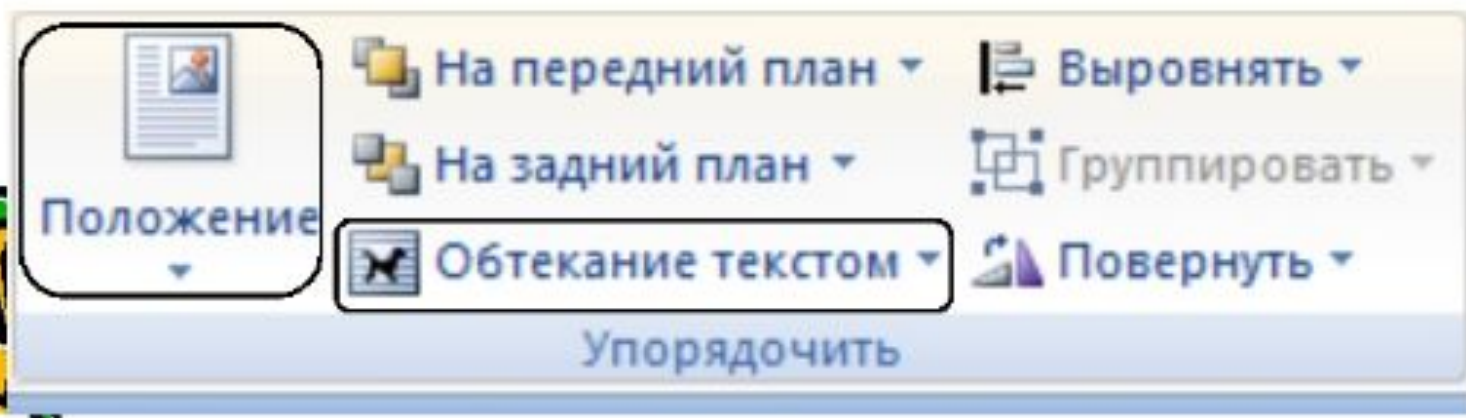 Положение
На передний план
На задний план
Обтекание текстом
Выровнять
Группировать
Повернуть
Упорядочить